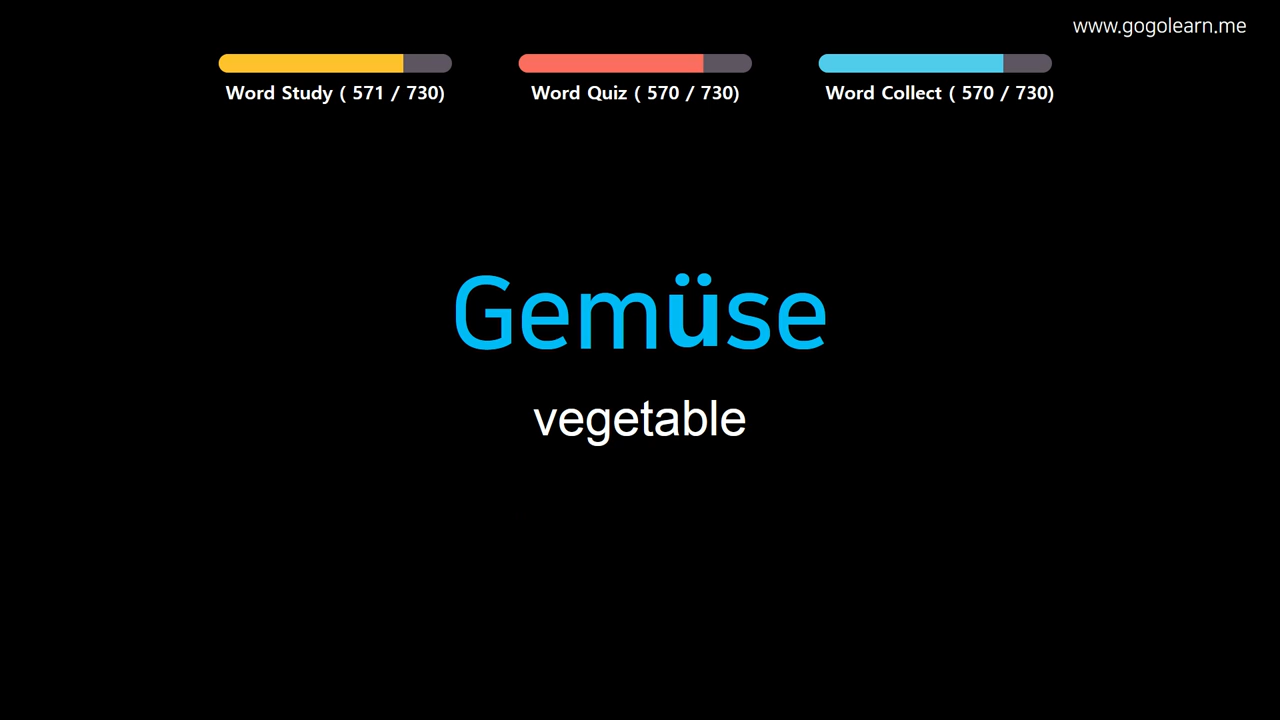 www.gogolearn.me
Word Study ( 571 / 730)
Word Quiz ( 570 / 730)
Word Collect ( 570 / 730)
Gemüse
vegetable